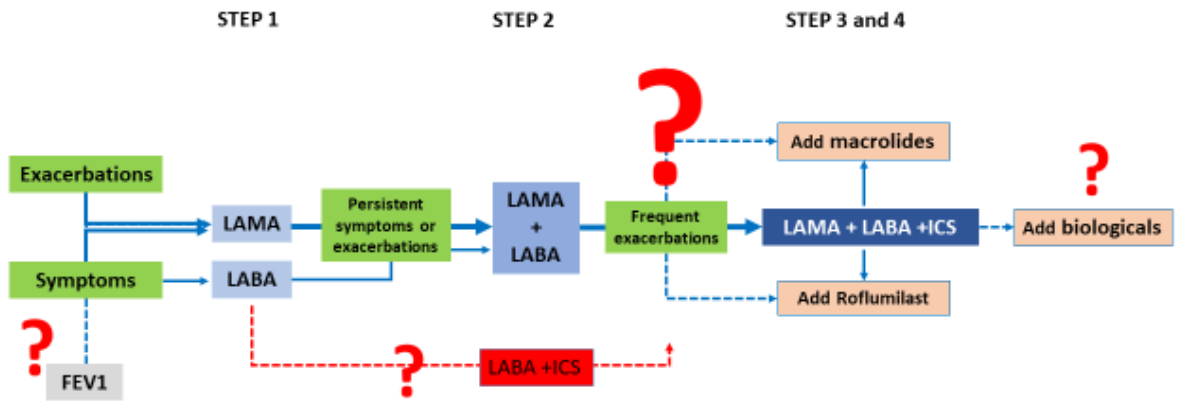 STEP 1
STEP 2
STEP 3 and 4
?
Add macrolides
?
Exacerbations
LAMA
Persistent
symptoms or
exacerbations
LAMA
+
LABA
Frequent
exacerbations
LAMA + LABA +ICS
Add biologicals
Symptoms
LABA
Add Roflumilast
?
FEV1
?
LABA +ICS